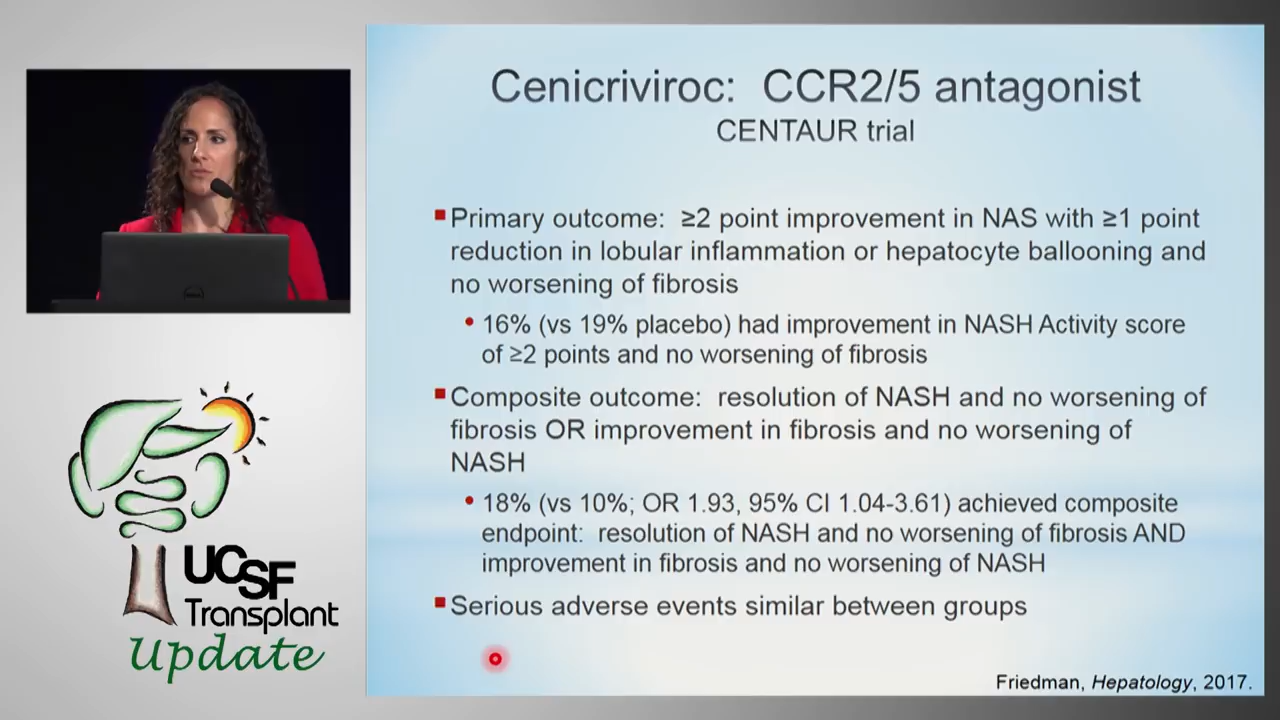 Cenicriviroc: CCR2/5 antagonist
CENTAUR trial
▪Primary outcome: ≥2 point improvement in NAS with ≥1 point
reduction in lobular inflammation or hepatocyte ballooning and
no worsening of fibrosis
• 16% (vs 19% placebo) had improvement in NASH Activity score
of ≥2 points and no worsening of fibrosis
▪Composite outcome: resolution of NASH and no worsening of
fibrosis OR improvement in fibrosis and no worsening of
NASH
• 18% (vs 10%; OR 1.93, 95% CI 1.04-3.61) achieved composite
endpoint: resolution of NASH and no worsening of fibrosis AND
improvement in fibrosis and no worsening of NASH
▪Serious adverse events similar between groups
Friedman, Hepatology, 2017.
UCSF
Transplant
Update